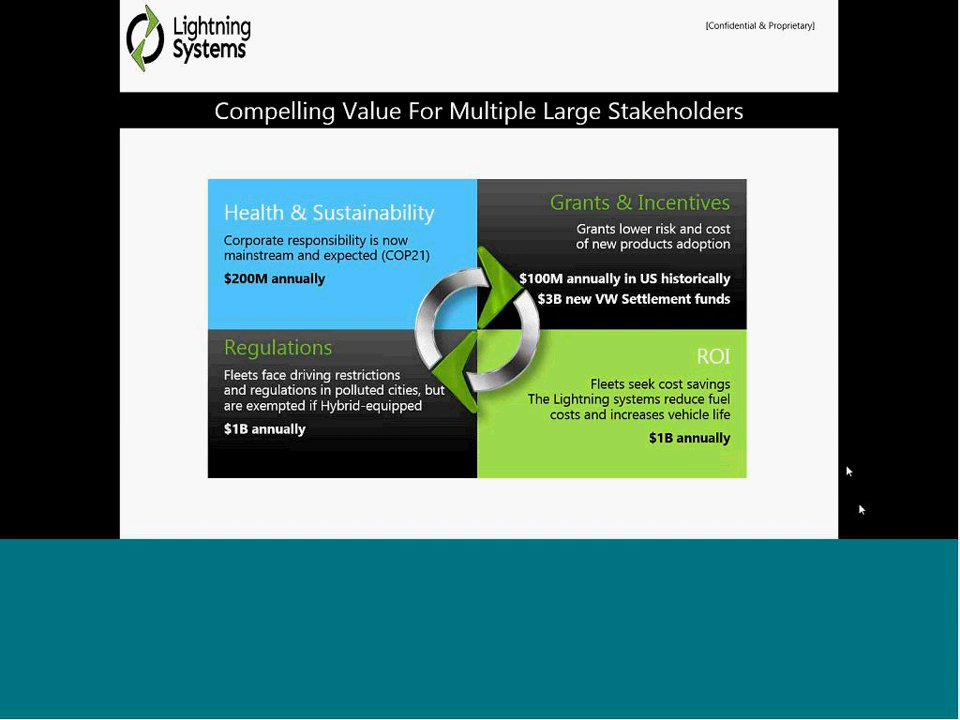 Lightning
Systems
[Confidential & Proprietary]
Compelling Value For Multiple Large Stakeholders
Health & Sustainability
Corporate responsibility is now
mainstream and expected (COP21)
$200M annually
Grants & Incentives
Grants lower risk and cost
of new products adoption
$100M annually in US historically
$3B new VW Settlement funds
Regulations
Fleets face driving restrictions
and regulations in polluted cities, but
are exempted if Hybrid-equipped
$1B annually
ROI
Fleets seek cost savings
The Lightning systems reduce fuel
costs and increases vehicle life
$1B annually